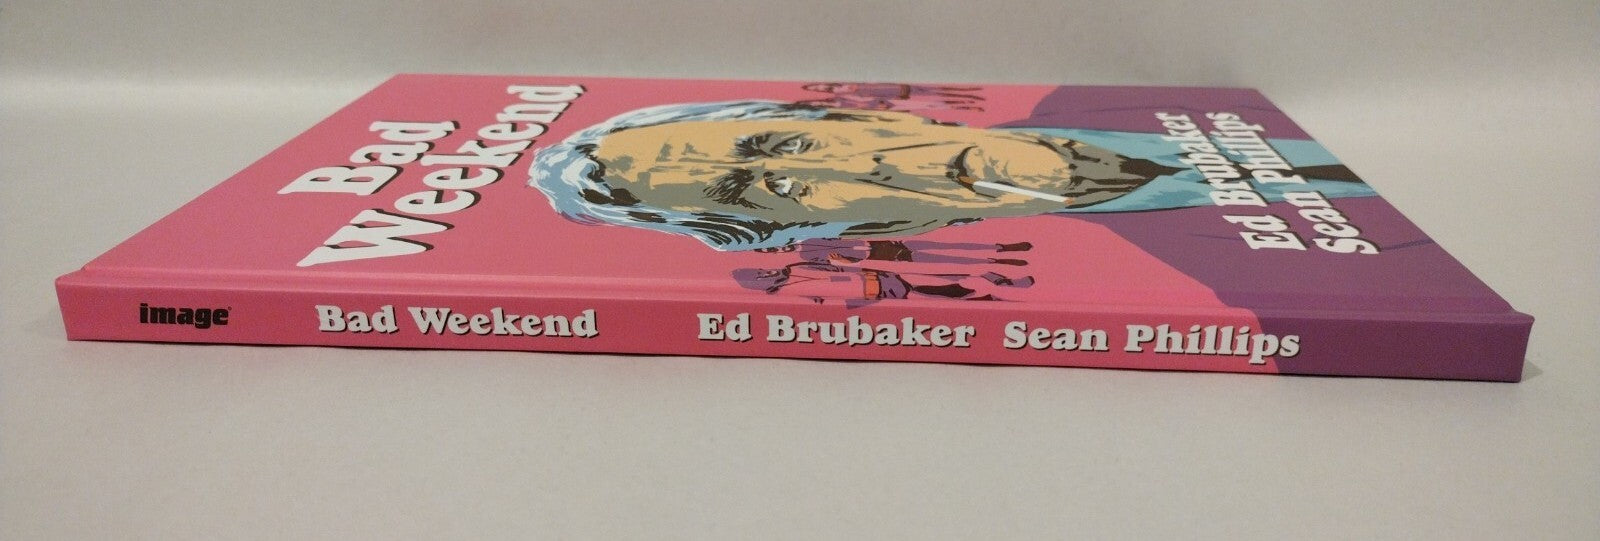 Bad
Weekend
Ed Brubaker
Sean Phillips
image
Bad Weekend Ed Brubaker Sean Phillips